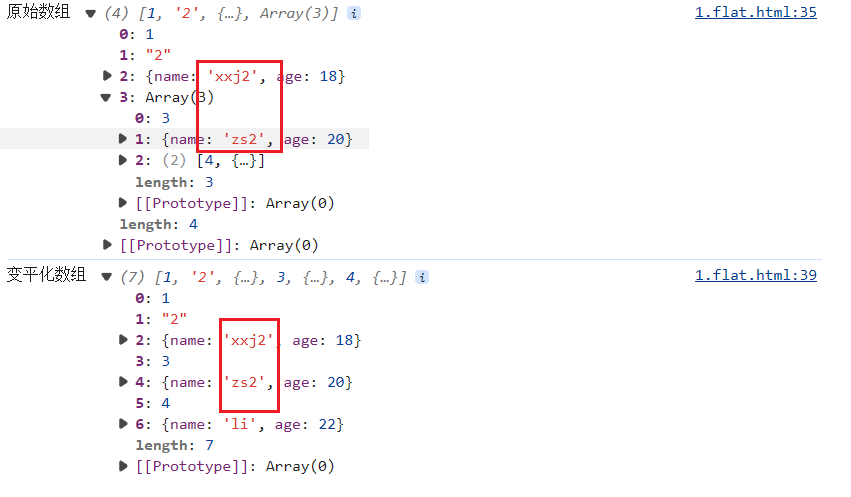 原始数组 ▼ (4) [1, '2', {…}, Array(3)] i 1.flat.html:35
0: 1
1: "2"
▶ 2: {name: 'xxj2', age: 18}
▼ 3: Array(3)
0: 3
▶ 1: {name: 'zs2', age: 20}
▶ 2: (2) [4, {…}]
length: 3
▶ [[Prototype]]: Array(0)
length: 4
▶ [[Prototype]]: Array(0)
变平化数组 ▼ (7) [1, '2', {…}, 3, {…}, 4, {…}] i 1.flat.html:39
0: 1
1: "2"
▶ 2: {name: 'xxj2', age: 18}
3: 3
▶ 4: {name: 'zs2', age: 20}
5: 4
▶ 6: {name: 'li', age: 22}
length: 7
▶ [[Prototype]]: Array(0)